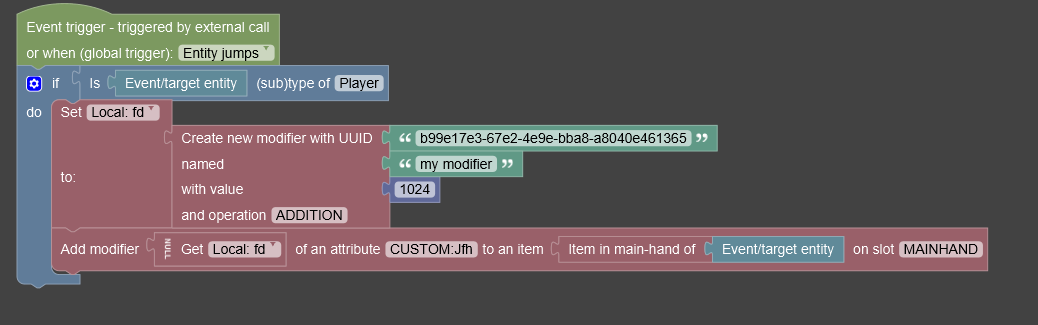 Event trigger - triggered by external call
or when (global trigger): Entity jumps
if Is Event/target entity (sub)type of Player
do Set Local: fd
to: Create new modifier with UUID “ b99e17e3-67e2-4e9e-bba8-a8040e461365 ”
named “ my modifier ”
with value 1024
and operation ADDITION
Add modifier NULL Get Local: fd of an attribute CUSTOM:Jfh to an item Item in main-hand of Event/target entity on slot MAINHAND